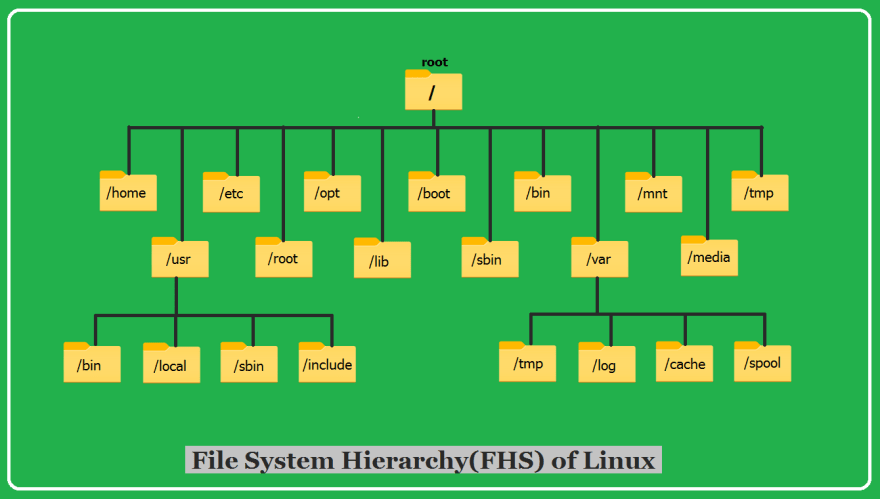 root
/
/home
/etc
/opt
/boot
/bin
/mnt
/tmp
/usr
/root
/lib
/sbin
/var
/media
/bin
/local
/sbin
/include
/tmp
/log
/cache
/spool
File System Hierarchy(FHS) of Linux